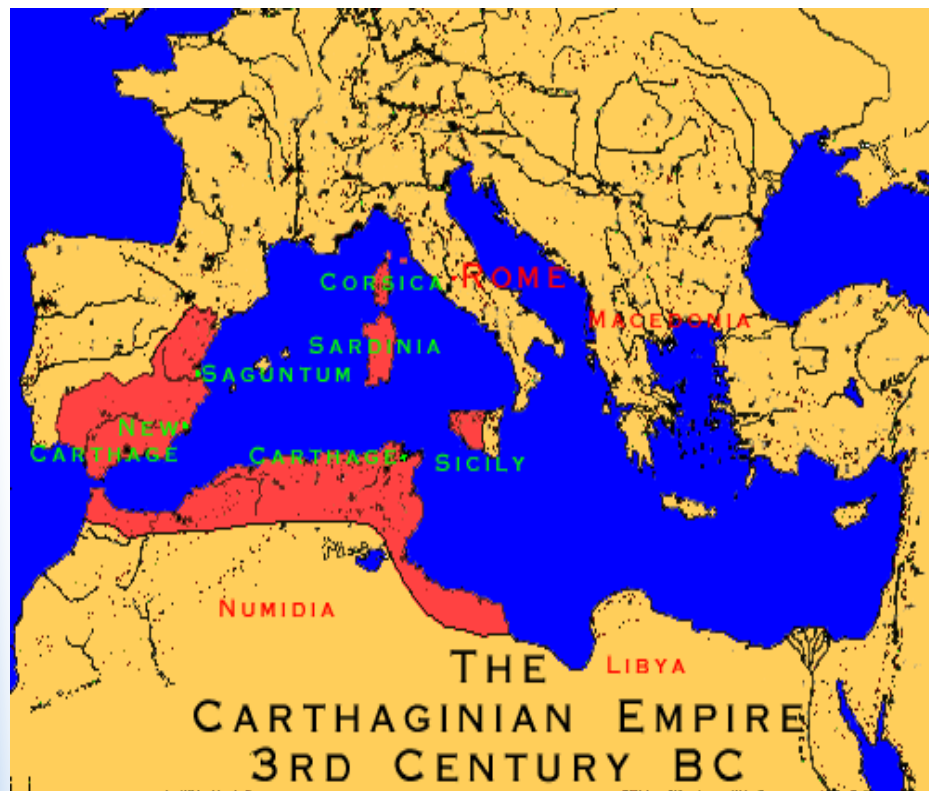 CORSICA
ROME
MACEDONIA
SARDINIA
SAGUNTUM
NEW
CARTHAGE
CARTHAGE
SICILY
NUMIDIA
LIBYA
THE
CARTHAGINIAN EMPIRE
3RD CENTURY BC